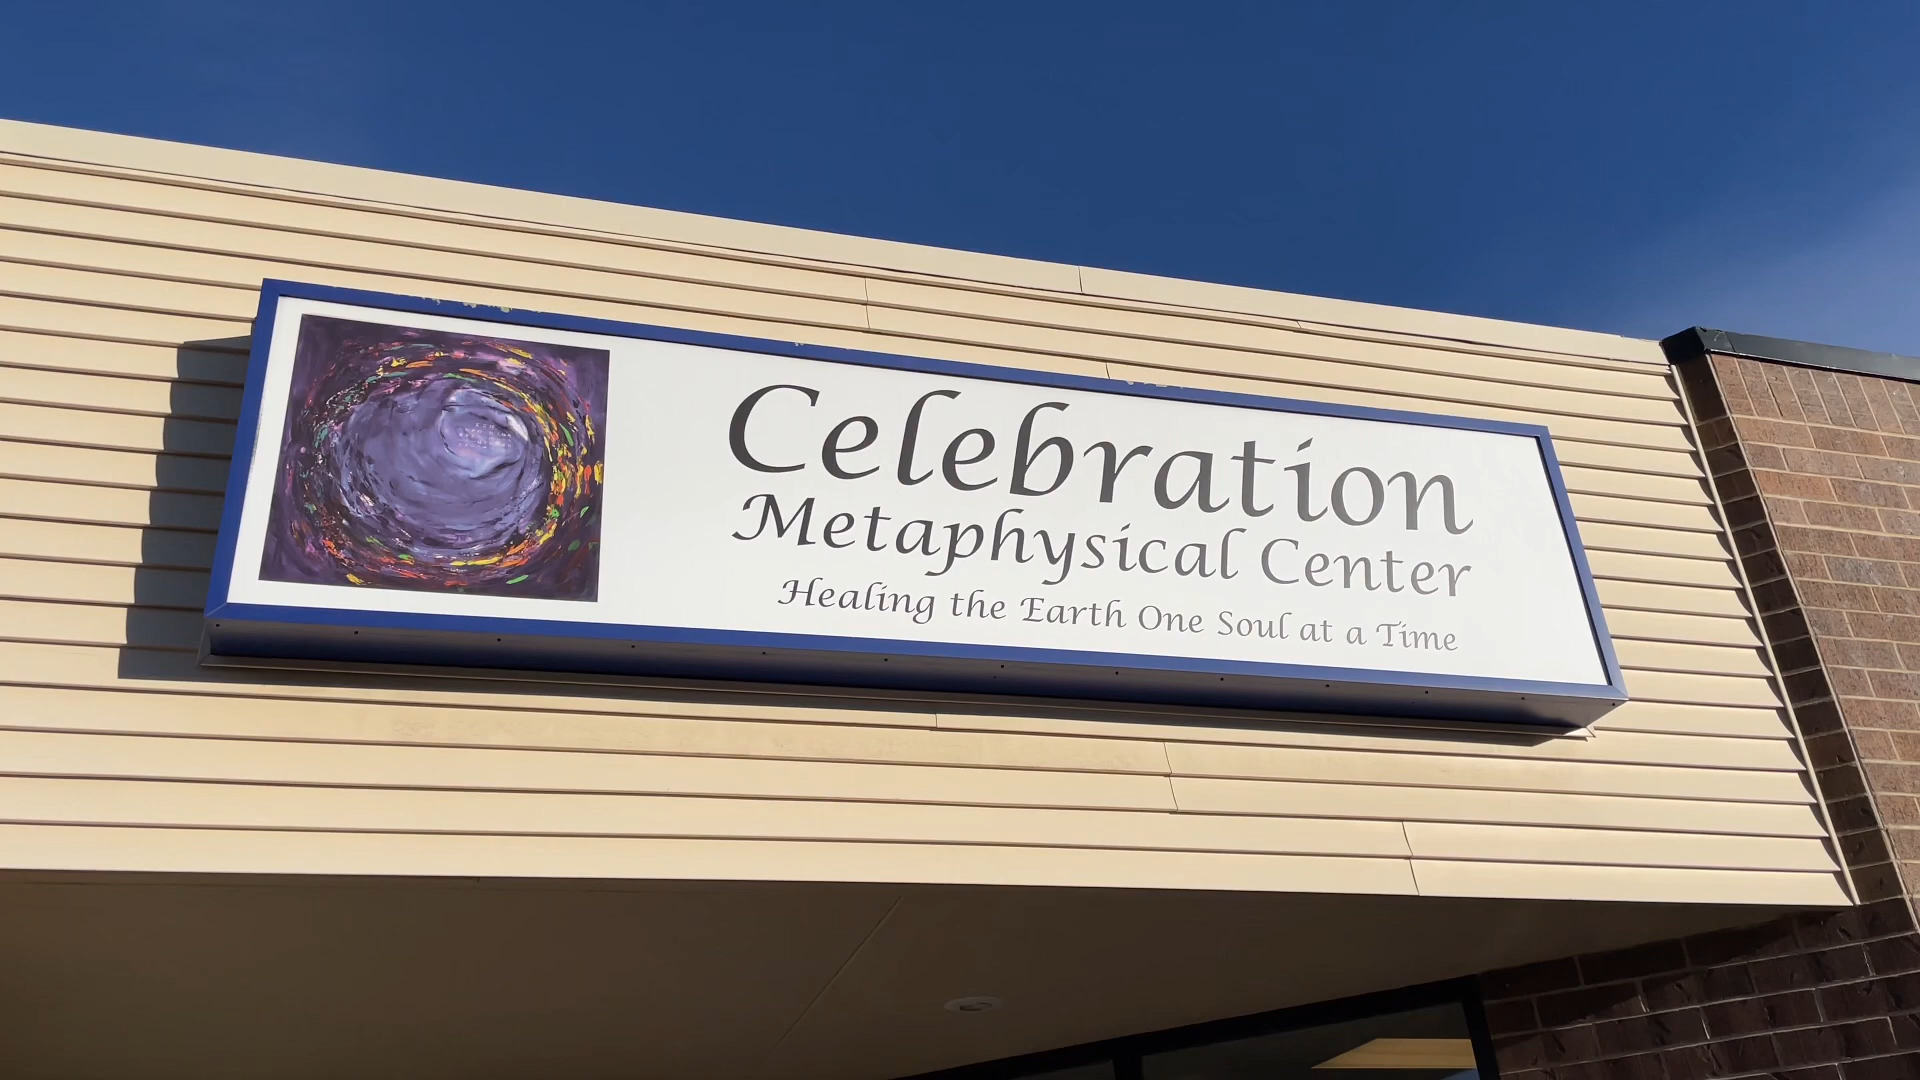 Celebration
Metaphysical Center
Healing the Earth One Soul at a Time